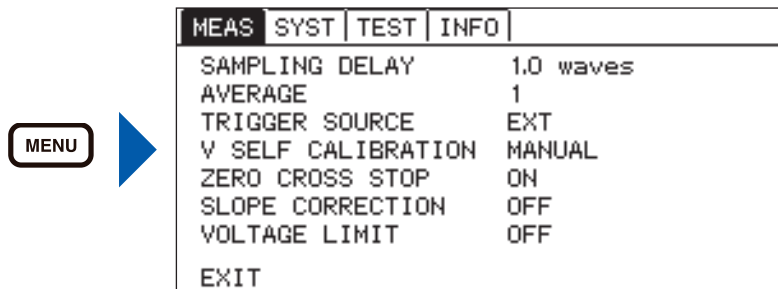 MEAS SYST TEST INFO
MENU
SAMPLING DELAY 1.0 waves
AVERAGE 1
TRIGGER SOURCE EXT
V SELF CALIBRATION MANUAL
ZERO CROSS STOP ON
SLOPE CORRECTION OFF
VOLTAGE LIMIT OFF
EXIT